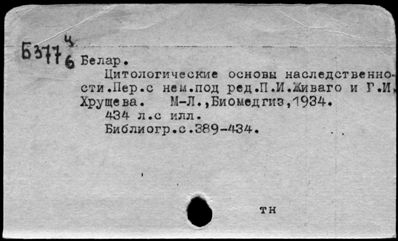 Б377 ц
б
Белар.
Цитологические основы наследственно-
сти.Пер.с нем.под ред.П.И.Живаго и Г.И.
Хрущева. М-Л.,Биомедгиз,1934.
434 л.с илл.
Библиогр.с.389-434.
тн